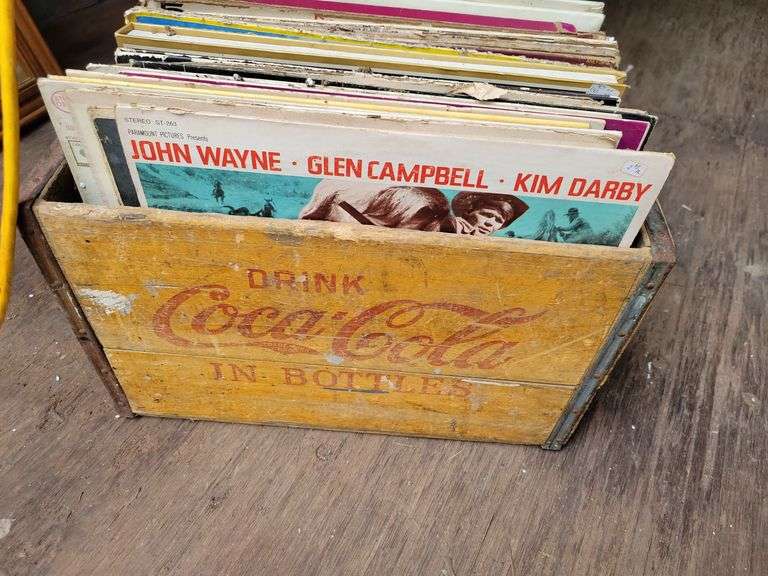 STEREO ST-263
PARAMOUNT PICTURES Presents
JOHN WAYNE · GLEN CAMPBELL · KIM DARBY
DRINK
Coca-Cola
IN BOTTLES